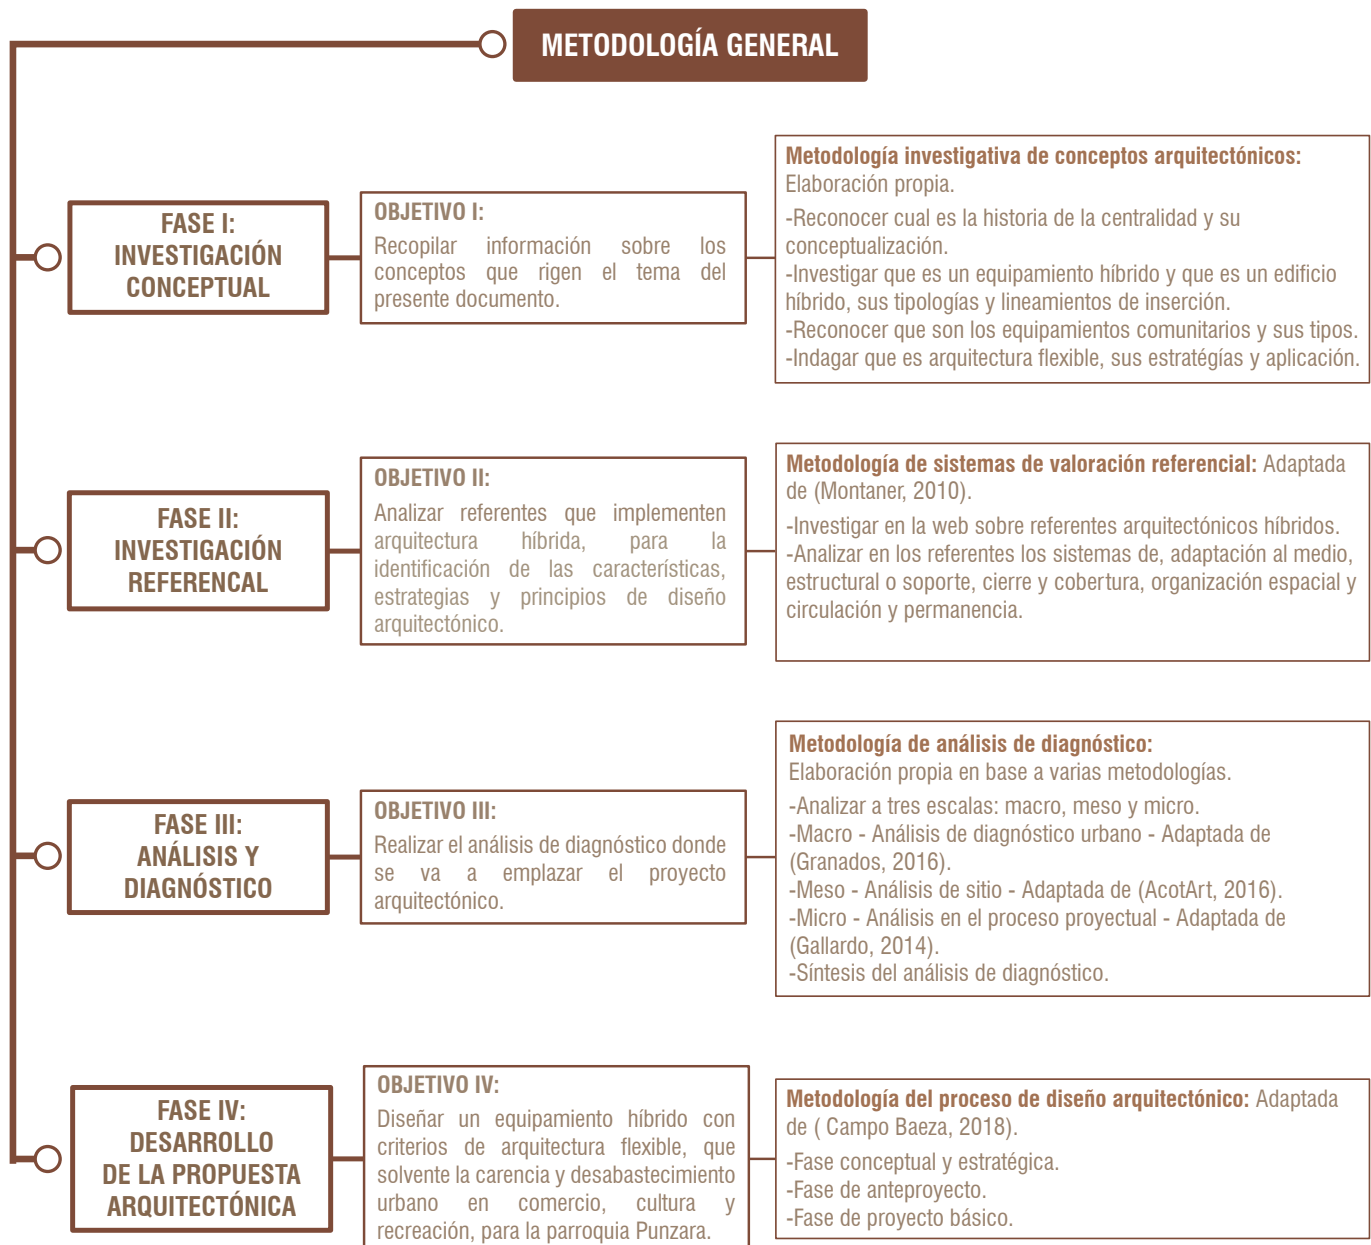 METODOLOGÍA GENERAL
FASE I:
INVESTIGACIÓN
CONCEPTUAL
OBJETIVO I:
Recopilar información sobre los
conceptos que rigen el tema del
presente documento.
Metodología investigativa de conceptos arquitectónicos:
Elaboración propia.
-Reconocer cual es la historia de la centralidad y su
conceptualización.
-Investigar que es un equipamiento híbrido y que es un edificio
híbrido, sus tipologías y lineamientos de inserción.
-Reconocer que son los equipamientos comunitarios y sus tipos.
-Indagar que es arquitectura flexible, sus estratégías y aplicación.
FASE II:
INVESTIGACIÓN
REFERENCAL
OBJETIVO II:
Analizar referentes que implementen
arquitectura híbrida, para la
identificación de las características,
estrategias y principios de diseño
arquitectónico.
Metodología de sistemas de valoración referencial: Adaptada
de (Montaner, 2010).
-Investigar en la web sobre referentes arquitectónicos híbridos.
-Analizar en los referentes los sistemas de, adaptación al medio,
estructural o soporte, cierre y cobertura, organización espacial y
circulación y permanencia.
FASE III:
ANÁLISIS Y
DIAGNÓSTICO
OBJETIVO III:
Realizar el análisis de diagnóstico donde
se va a emplazar el proyecto
arquitectónico.
Metodología de análisis de diagnóstico:
Elaboración propia en base a varias metodologías.
-Analizar a tres escalas: macro, meso y micro.
-Macro - Análisis de diagnóstico urbano - Adaptada de
(Granados, 2016).
-Meso - Análisis de sitio - Adaptada de (AcotArt, 2016).
-Micro - Análisis en el proceso proyectual - Adaptada de
(Gallardo, 2014).
-Síntesis del análisis de diagnóstico.
FASE IV:
DESARROLLO
DE LA PROPUESTA
ARQUITECTÓNICA
OBJETIVO IV:
Diseñar un equipamiento híbrido con
criterios de arquitectura flexible, que
solvente la carencia y desabastecimiento
urbano en comercio, cultura y
recreación, para la parroquia Punzara.
Metodología del proceso de diseño arquitectónico: Adaptada
de ( Campo Baeza, 2018).
-Fase conceptual y estratégica.
-Fase de anteproyecto.
-Fase de proyecto básico.